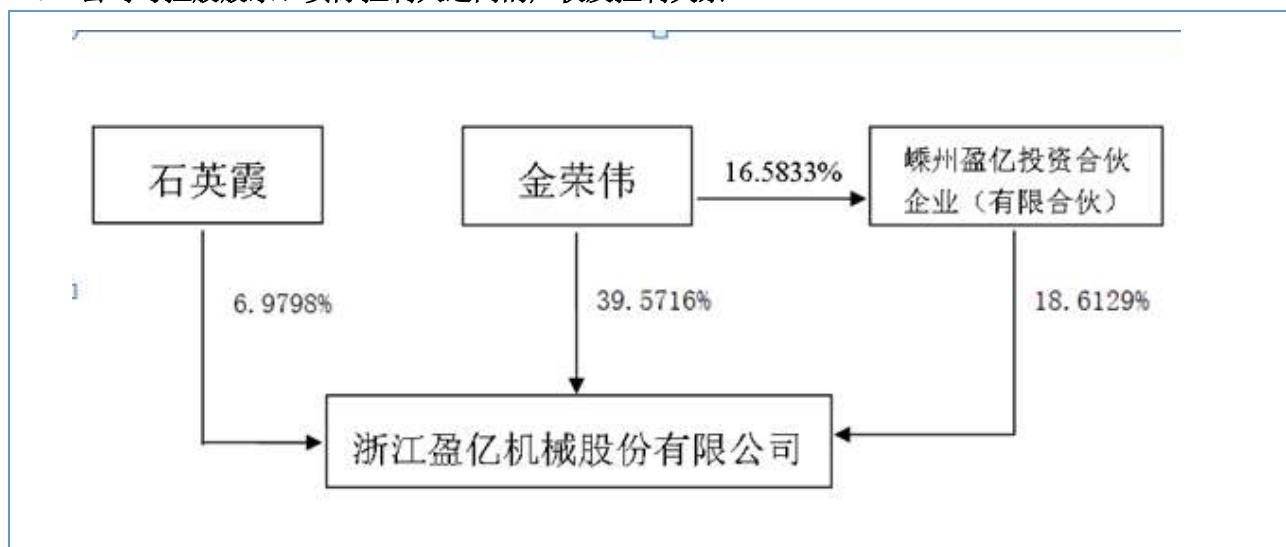 石英霞
金荣伟
16.5833%
嵊州盈亿投资合伙
企业（有限合伙）
6.9798%
39.5716%
18.6129%
浙江盈亿机械股份有限公司